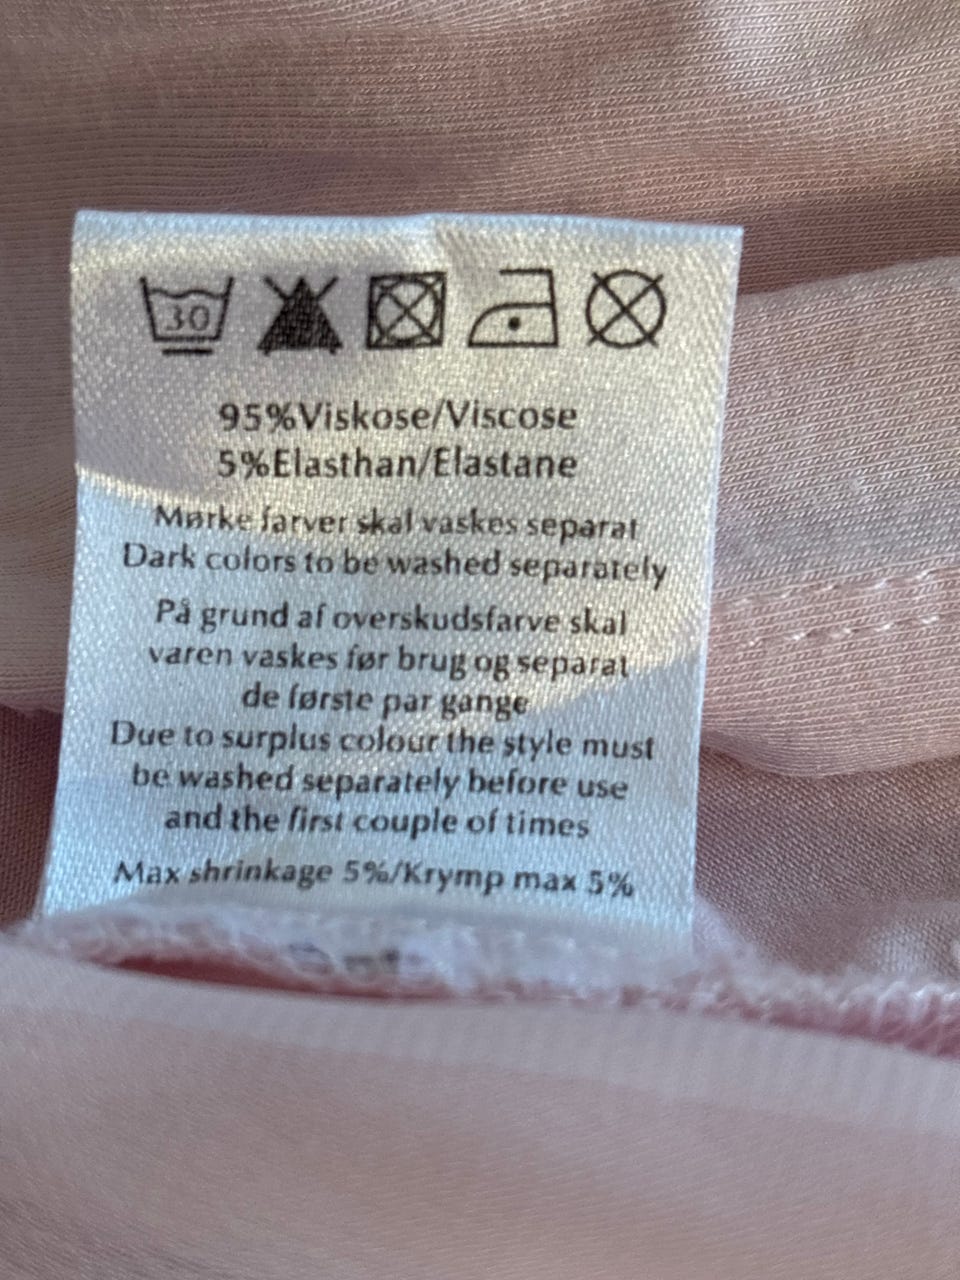 30
95%Viskose/Viscose
5%Elasthan/Elastane
Mørke farver skal vaskes separat
Dark colors to be washed separately
På grund af overskudsfarve skal
varen vaskes før brug og separat
de første par gange
Due to surplus colour the style must
be washed separately before use
and the first couple of times
Max shrinkage 5%/Krymp max 5%